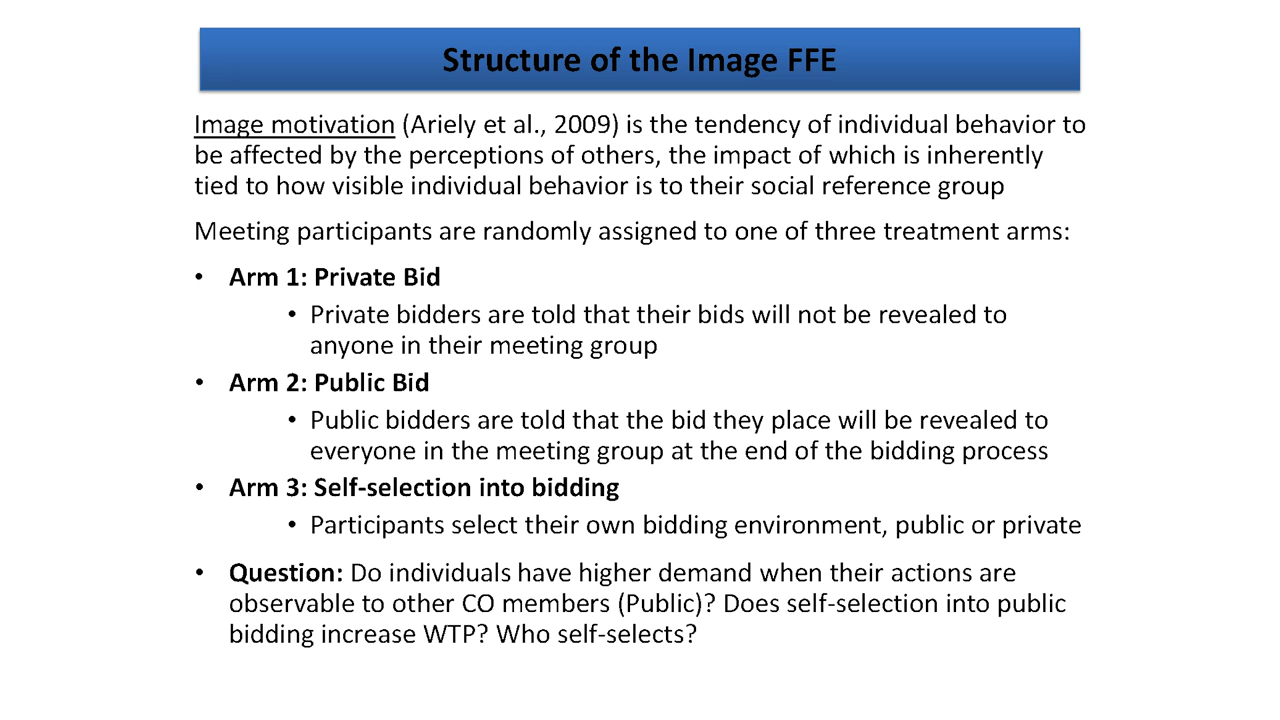 Structure of the Image FFE
Image motivation (Ariely et al., 2009) is the tendency of individual behavior to
be affected by the perceptions of others, the impact of which is inherently
tied to how visible individual behavior is to their social reference group
Meeting participants are randomly assigned to one of three treatment arms:
• Arm 1: Private Bid
• Private bidders are told that their bids will not be revealed to
anyone in their meeting group
• Arm 2: Public Bid
• Public bidders are told that the bid they place will be revealed to
everyone in the meeting group at the end of the bidding process
• Arm 3: Self-selection into bidding
• Participants select their own bidding environment, public or private
• Question: Do individuals have higher demand when their actions are
observable to other CO members (Public)? Does self-selection into public
bidding increase WTP? Who self-selects?